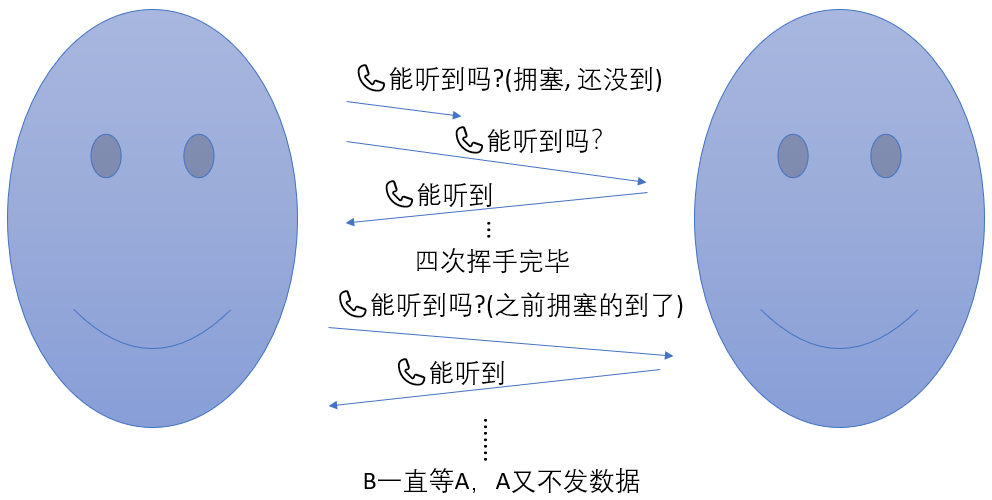 能听到吗?(拥塞, 还没到)
能听到吗？
能听到
四次挥手完毕
能听到吗?(之前拥塞的到了)
能听到
B一直等A，A又不发数据